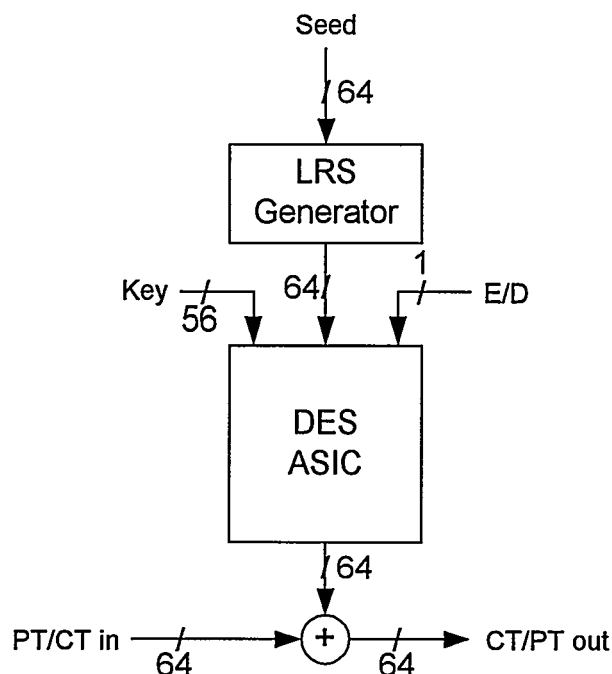 Seed
64
LRS
Generator
Key
56
64
1
E/D
DES
ASIC
64
PT/CT in
64
+
64
CT/PT out